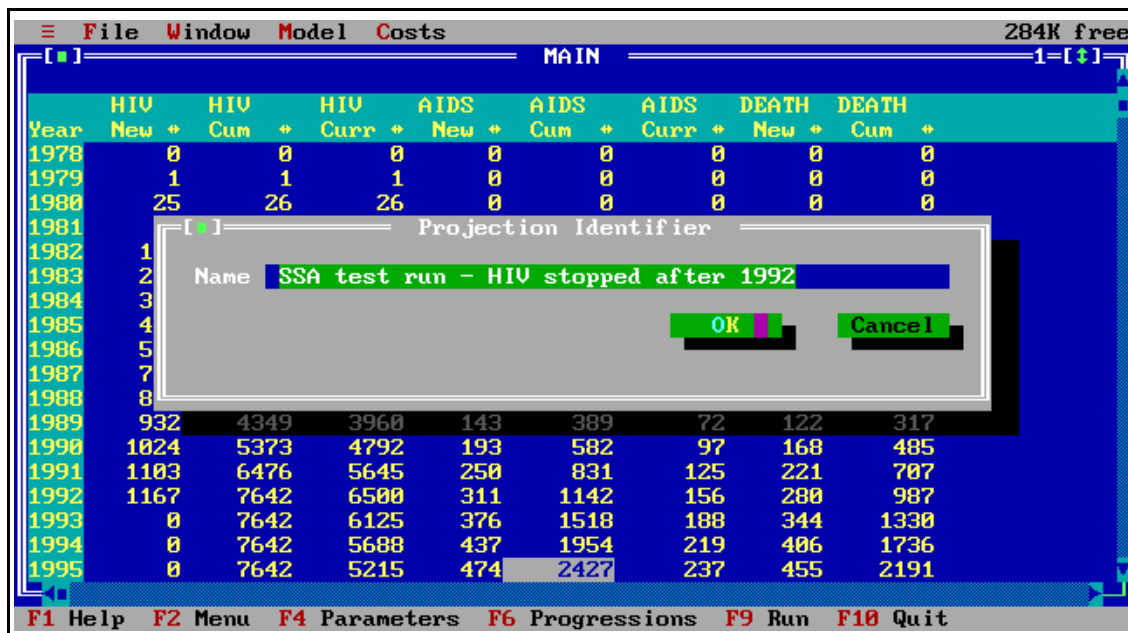 ≡ File Window Model Costs 284K free
[■] MAIN 1=[↕]
HIV HIV HIV AIDS AIDS AIDS DEATH DEATH
Year New Cum Curr New Cum Curr New Cum
1978 0 0 0 0 0 0 0 0
1979 1 1 1 0 0 0 0 0
1980 25 26 26 0 0 0 0 0
1981 [■] Projection Identifier
1982 1
1983 2 Name SSA test run - HIV stopped after 1992
1984 3
1985 4 OK Cancel
1986 5
1987 7
1988 8
1989 932 4349 3960 143 389 72 122 317
1990 1024 5373 4792 193 582 97 168 485
1991 1103 6476 5645 250 831 125 221 707
1992 1167 7642 6500 311 1142 156 280 987
1993 0 7642 6125 376 1518 188 344 1330
1994 0 7642 5688 437 1954 219 406 1736
1995 0 7642 5215 474 2427 237 455 2191
F1 Help F2 Menu F4 Parameters F6 Progressions F9 Run F10 Quit